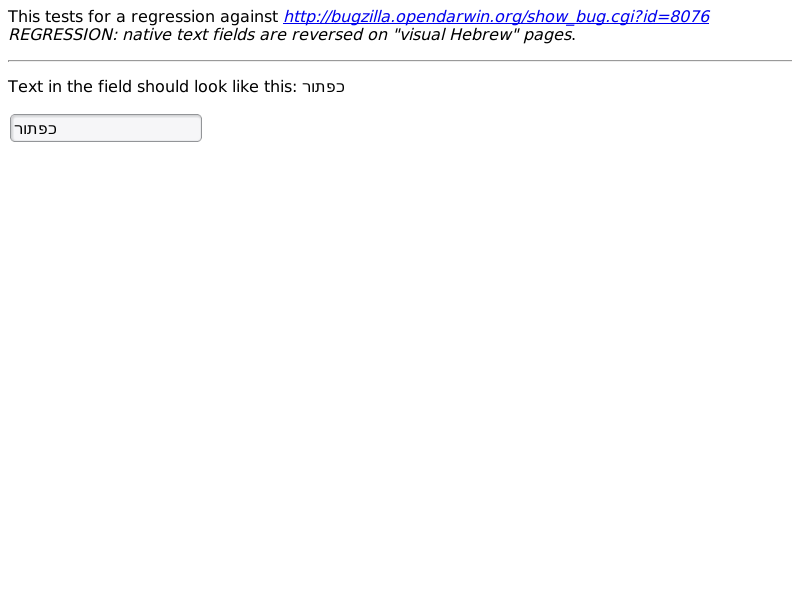 This tests for a regression against http://bugzilla.opendarwin.org/show_bug.cgi?id=8076
REGRESSION: native text fields are reversed on "visual Hebrew" pages.
Text in the field should look like this: כפתור
כפתור